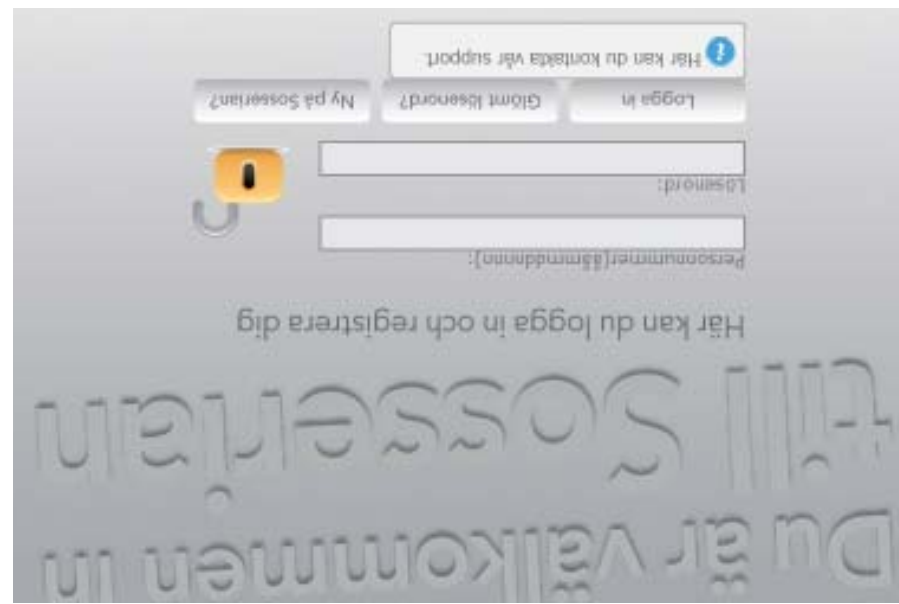 Du är välkommen in
till Sosserian
Här kan du logga in och registrera dig
Personnummer[ååmmddnnnn]:
Lösenord:
Logga in
Glömt lösenord?
Ny på Sosserian?
Här kan du kontakta vår support.